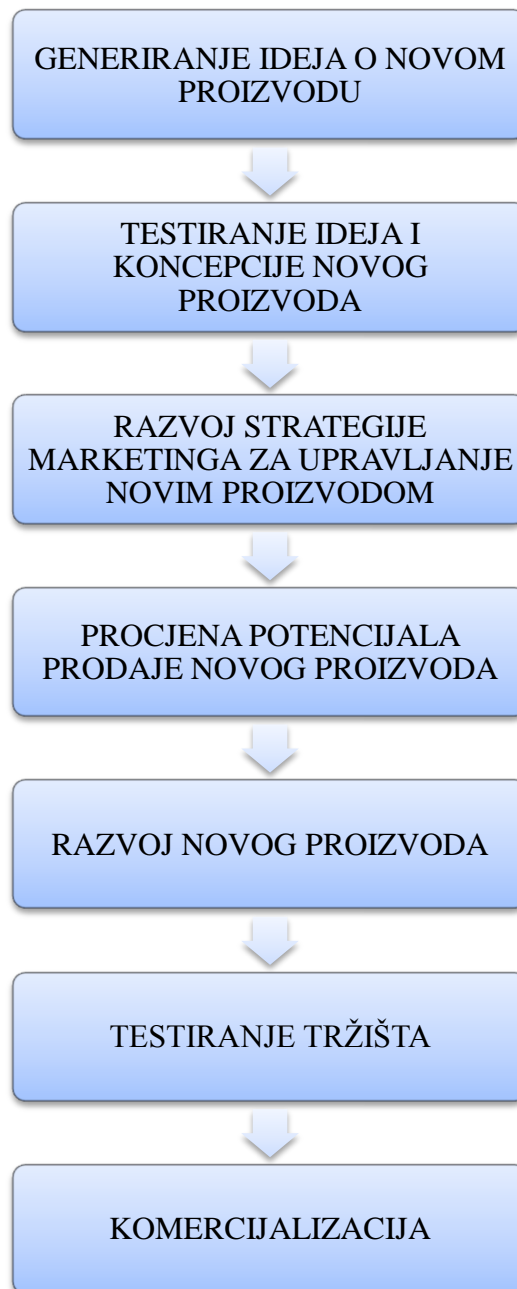 GENERIRANJE IDEJA O NOVOM
PROIZVODU
TESTIRANJE IDEJA I
KONCEPCIJE NOVOG
PROIZVODA
RAZVOJ STRATEGIJE
MARKETINGA ZA UPRAVLJANJE
NOVIM PROIZVODOM
PROCJENA POTENCIJALA
PRODAJE NOVOG PROIZVODA
RAZVOJ NOVOG PROIZVODA
TESTIRANJE TRŽIŠTA
KOMERCIJALIZACIJA